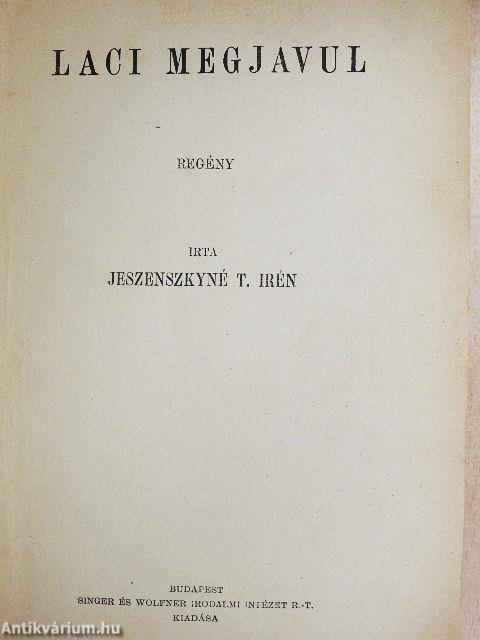 LACI MEGJAVUL
REGÉNY
IRTA
JESZENSZKYNÉ T. IRÉN
BUDAPEST
SINGER ÉS WOLFNER IRODALMI INTÉZET R.-T.
KIADÁSA
Antikvárium.hu